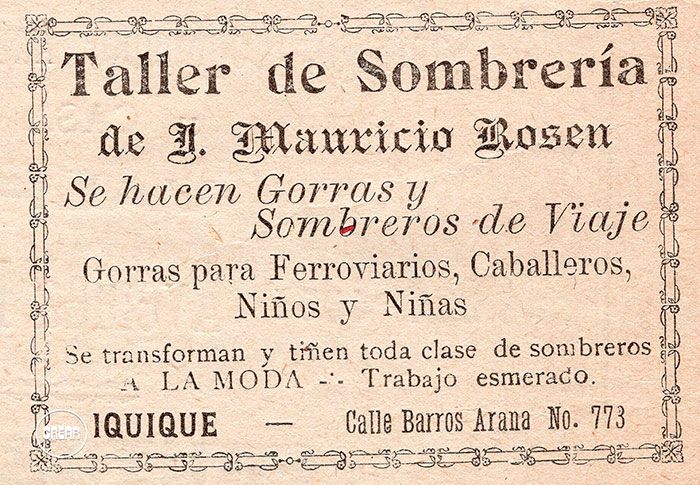 Taller de Sombrería
de J. Mauricio Rosen
Se hacen Gorras y
Sombreros de Viaje
Gorras para Ferroviarios, Caballeros,
Niños y Niñas
Se transforman y tiñen toda clase de sombreros
A LA MODA -:- Trabajo esmerado.
IQUIQUE — Calle Barros Arana No. 773
CREAR